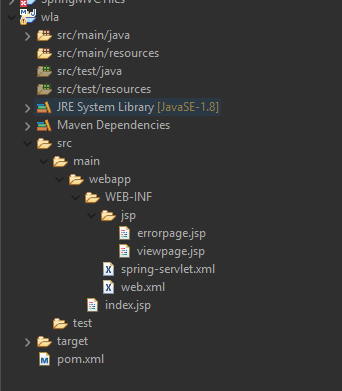 SpringMVCTiles
wla
src/main/java
src/main/resources
src/test/java
src/test/resources
JRE System Library [JavaSE-1.8]
Maven Dependencies
src
main
webapp
WEB-INF
jsp
errorpage.jsp
viewpage.jsp
spring-servlet.xml
web.xml
index.jsp
test
target
pom.xml